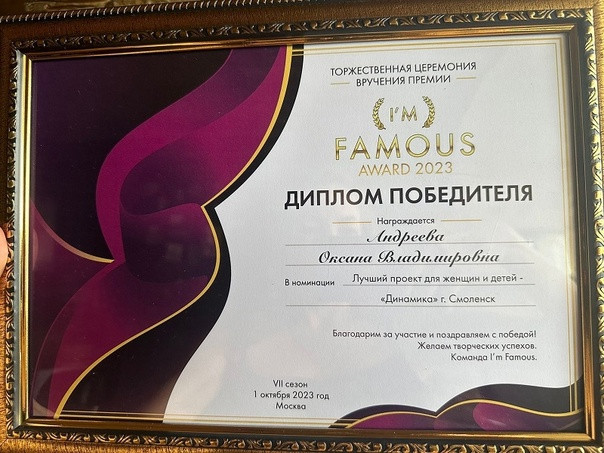 ТОРЖЕСТВЕННАЯ ЦЕРЕМОНИЯ
ВРУЧЕНИЯ ПРЕМИИ
I'M
FAMOUS
AWARD 2023
ДИПЛОМ ПОБЕДИТЕЛЯ
Награждается
Андреева
Оксана Владимировна
В номинации Лучший проект для женщин и детей -
«Динамика» г. Смоленск
Благодарим за участие и поздравляем с победой!
Желаем творческих успехов.
Команда I'm Famous.
VII сезон
1 октября 2023 год
Москва